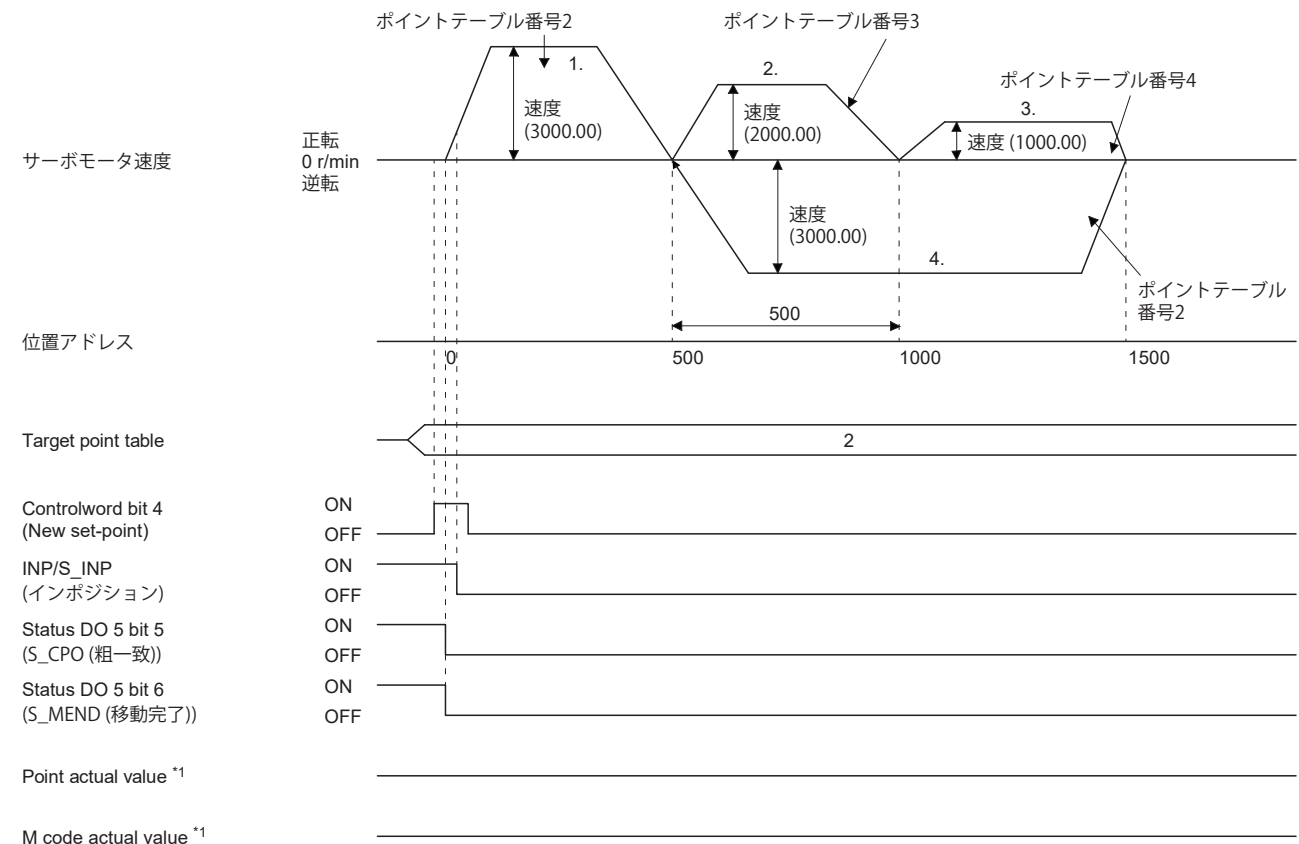 ポイントテーブル番号2
ポイントテーブル番号3
1.
2.
ポイントテーブル番号4
3.
速度
(3000.00)
速度
(2000.00)
速度 (1000.00)
サーボモータ速度
正転
0 r/min
逆転
速度
(3000.00)
4.
ポイントテーブル
番号2
500
位置アドレス
0
500
1000
1500
Target point table
2
Controlword bit 4
(New set-point)
ON
OFF
INP/S_INP
(インポジション)
ON
OFF
Status DO 5 bit 5
(S_CPO (粗一致))
ON
OFF
Status DO 5 bit 6
(S_MEND (移動完了))
ON
OFF
Point actual value *1
M code actual value *1